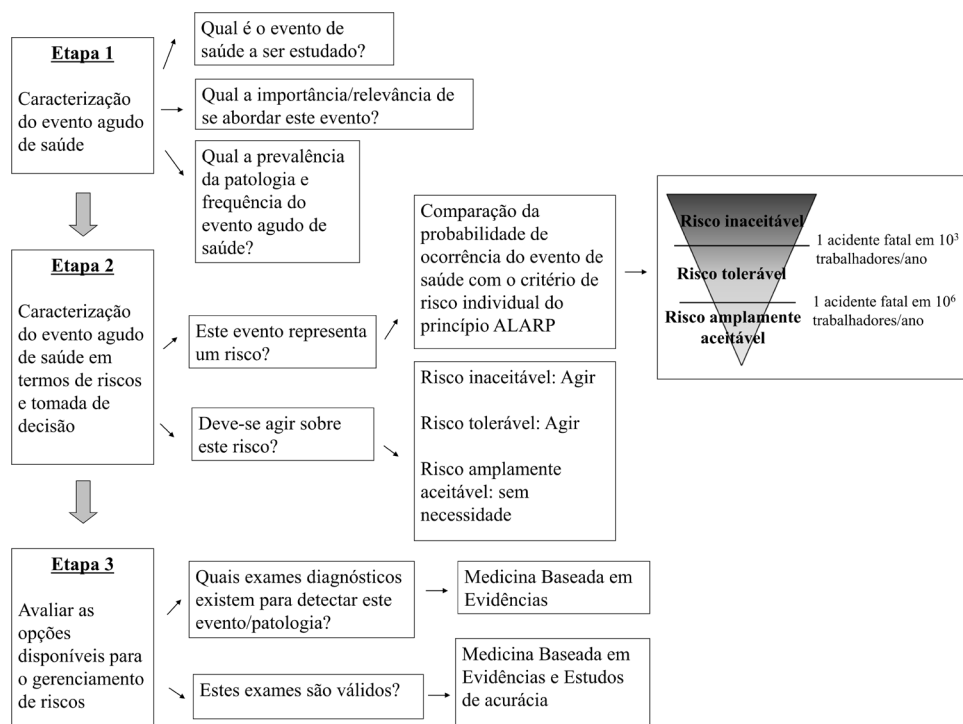 Etapa 1
Caracterização
do evento agudo
de saúde
Qual é o evento de
saúde a ser estudado?
Qual a importância/relevância de
se abordar este evento?
Qual a prevalência
da patologia e
frequência do
evento agudo de
saúde?
Etapa 2
Caracterização
do evento agudo
de saúde em
termos de riscos
e tomada de
decisão
Este evento representa
um risco?
Deve-se agir sobre
este risco?
Comparação da
probabilidade de
ocorrência do evento de
saúde com o critério de
risco individual do
princípio ALARP
Risco inaceitável
Risco tolerável
Risco amplamente
aceitável
1 acidente fatal em 10³
trabalhadores/ano
1 acidente fatal em 10⁶
trabalhadores/ano
Risco inaceitável: Agir
Risco tolerável: Agir
Risco amplamente
aceitável: sem
necessidade
Etapa 3
Avaliar as
opções
disponíveis para
o gerenciamento
de riscos
Quais exames diagnósticos
existem para detectar este
evento/patologia?
Medicina Baseada em
Evidências
Estes exames são válidos?
Medicina Baseada em
Evidências e Estudos
de acurácia